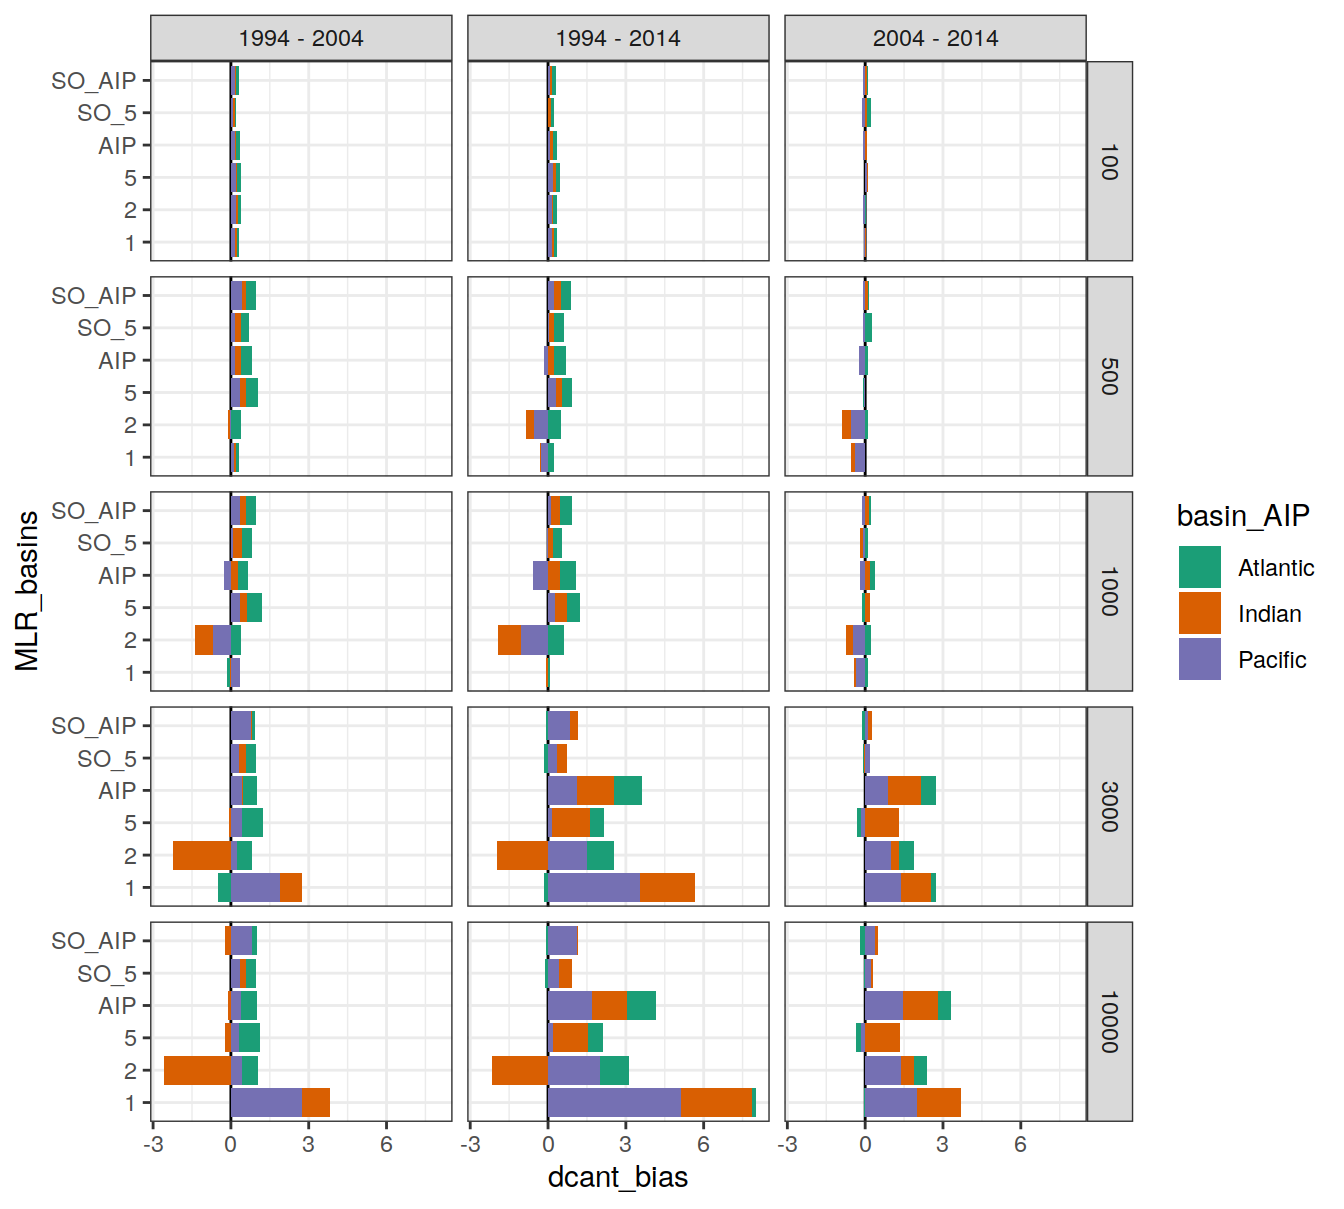 1994 - 2004
1994 - 2014
2004 - 2014
SO_AIP
SO_5
AIP
5
2
1
100
SO_AIP
SO_5
AIP
5
2
1
500
SO_AIP
SO_5
AIP
5
2
1
1000
SO_AIP
SO_5
AIP
5
2
1
3000
SO_AIP
SO_5
AIP
5
2
1
10000
-3 0 3 6
-3 0 3 6
-3 0 3 6
dcant_bias
MLR_basins
basin_AIP
Atlantic
Indian
Pacific